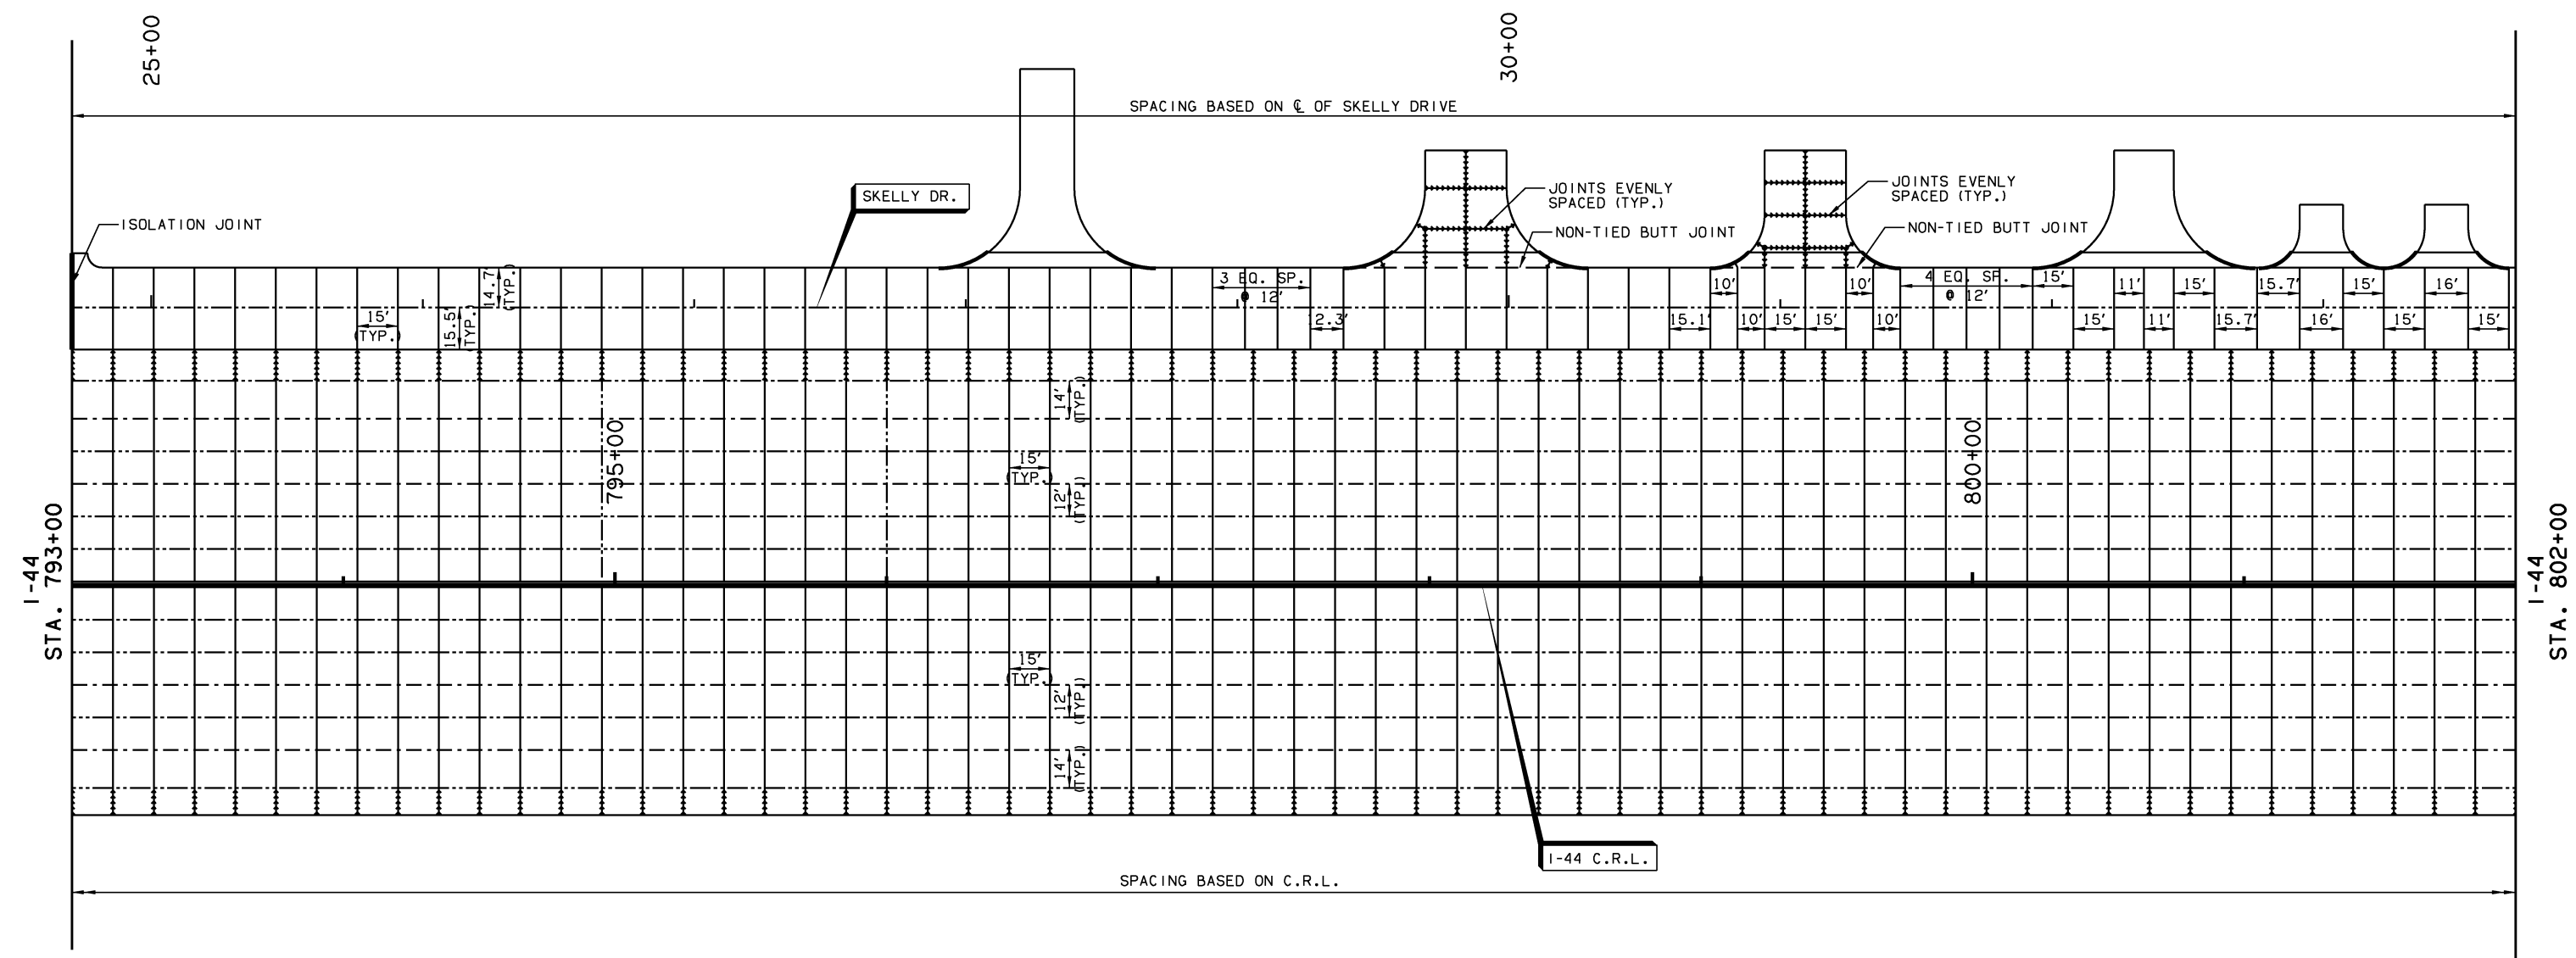 25+00
30+00
SPACING BASED ON ℄ OF SKELLY DRIVE
SKELLY DR.
JOINTS EVENLY
SPACED (TYP.)
JOINTS EVENLY
SPACED (TYP.)
ISOLATION JOINT
NON-TIED BUTT JOINT
NON-TIED BUTT JOINT
14.7'
(TYP.)
15'
(TYP.)
15.5'
(TYP.)
3 EQ. SP.
@ 12'
12.3'
10'
10'
4 EQ. SP.
@ 12'
15'
11'
15'
15.7'
15'
16'
15.1'
10'
15'
15'
10'
15'
11'
15.7'
16'
15'
15'
14'
(TYP.)
795+00
15'
(TYP.)
12'
(TYP.)
800+00
I-44
STA. 793+00
I-44
STA. 802+00
15'
(TYP.)
12'
(TYP.)
14'
(TYP.)
I-44 C.R.L.
SPACING BASED ON C.R.L.